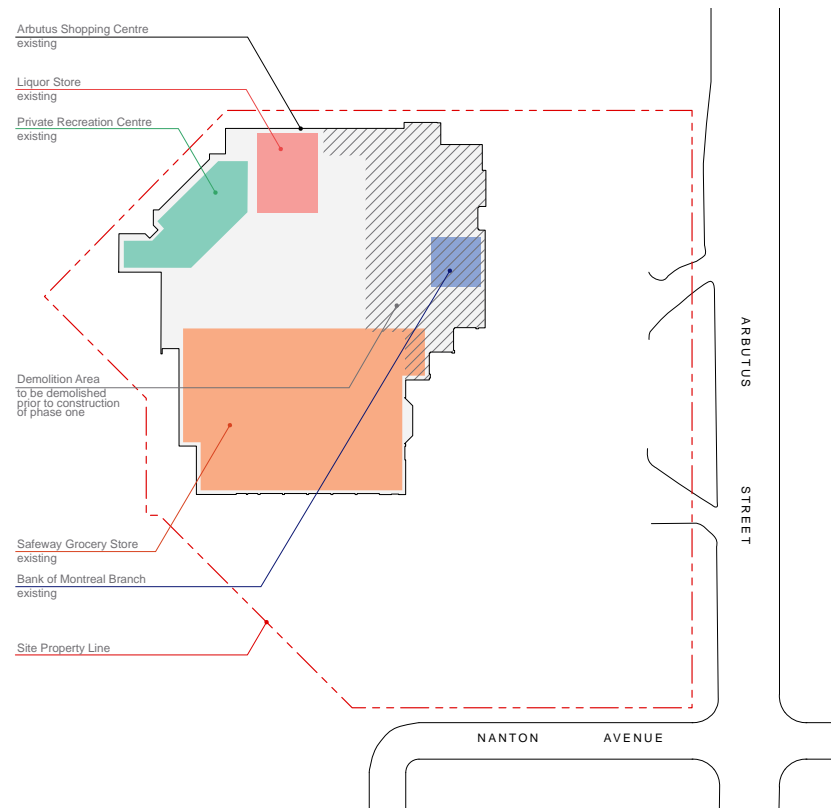 Arbutus Shopping Centre
existing
Liquor Store
existing
Private Recreation Centre
existing
ARBUTUS
Demolition Area
to be demolished
prior to construction
of phase one
STREET
Safeway Grocery Store
existing
Bank of Montreal Branch
existing
Site Property Line
NANTON AVENUE